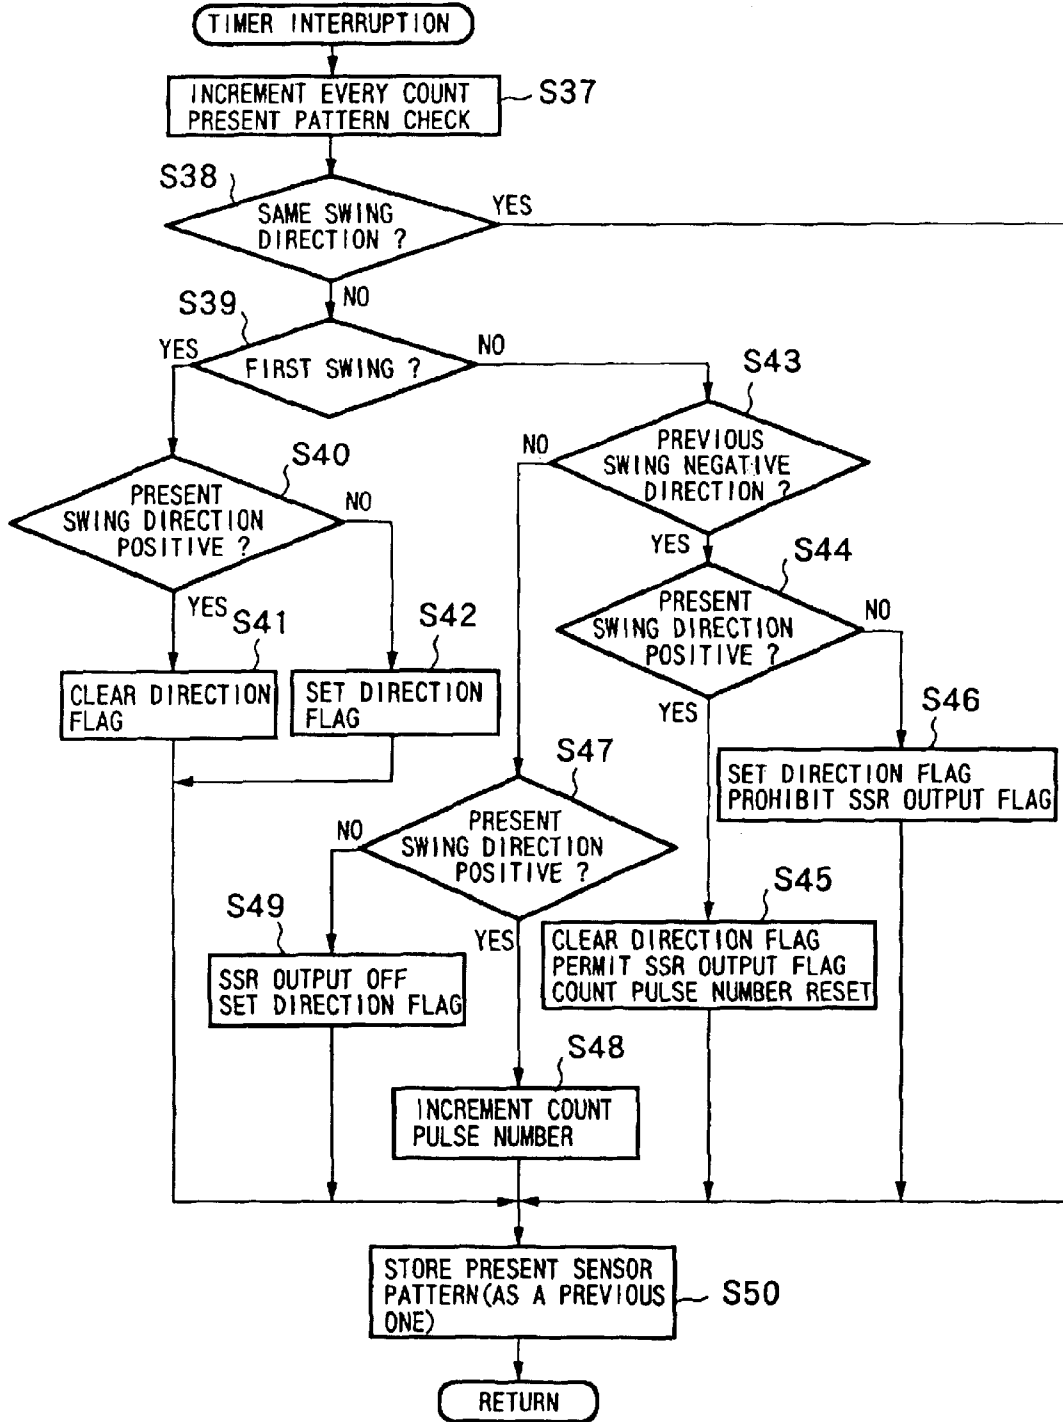 TIMER INTERRUPTION
INCREMENT EVERY COUNT
PRESENT PATTERN CHECK
S37
S38
SAME SWING
DIRECTION ?
YES
NO
S39
FIRST SWING ?
YES
NO
S43
PREVIOUS
SWING NEGATIVE
DIRECTION ?
NO
YES
S40
PRESENT
SWING DIRECTION
POSITIVE ?
NO
YES
S44
PRESENT
SWING DIRECTION
POSITIVE ?
NO
YES
S41
CLEAR DIRECTION
FLAG
S42
SET DIRECTION
FLAG
S46
SET DIRECTION FLAG
PROHIBIT SSR OUTPUT FLAG
S47
PRESENT
SWING DIRECTION
POSITIVE ?
NO
YES
S45
CLEAR DIRECTION FLAG
PERMIT SSR OUTPUT FLAG
COUNT PULSE NUMBER RESET
S49
SSR OUTPUT OFF
SET DIRECTION FLAG
S48
INCREMENT COUNT
PULSE NUMBER
STORE PRESENT SENSOR
PATTERN(AS A PREVIOUS
ONE)
S50
RETURN